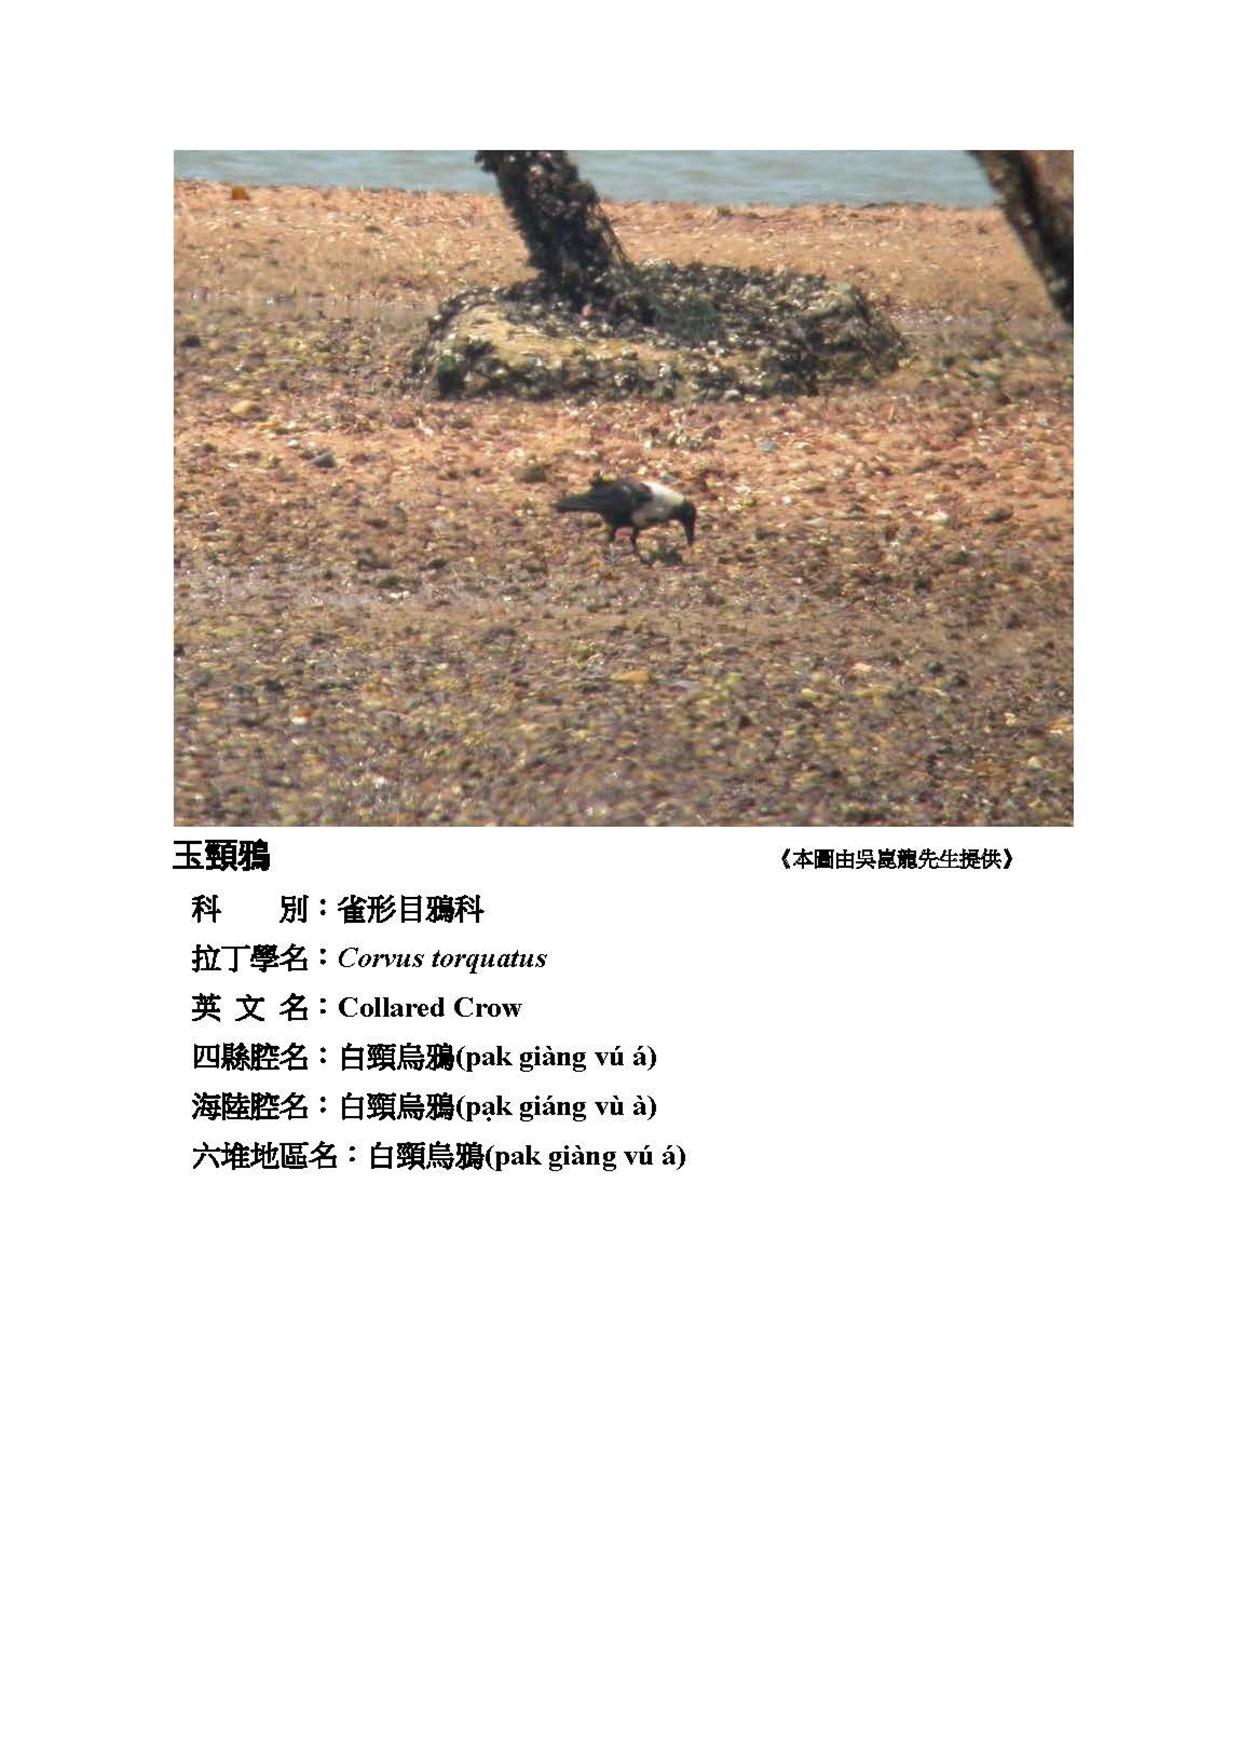 玉頸鴉 《本圖由吳崑龍先生提供》
科　　別：雀形目鴉科
拉丁學名：Corvus torquatus
英 文 名：Collared Crow
四縣腔名：白頸烏鴉(pak giàng vú á)
海陸腔名：白頸烏鴉(pạk giáng vù à)
六堆地區名：白頸烏鴉(pak giàng vú á)